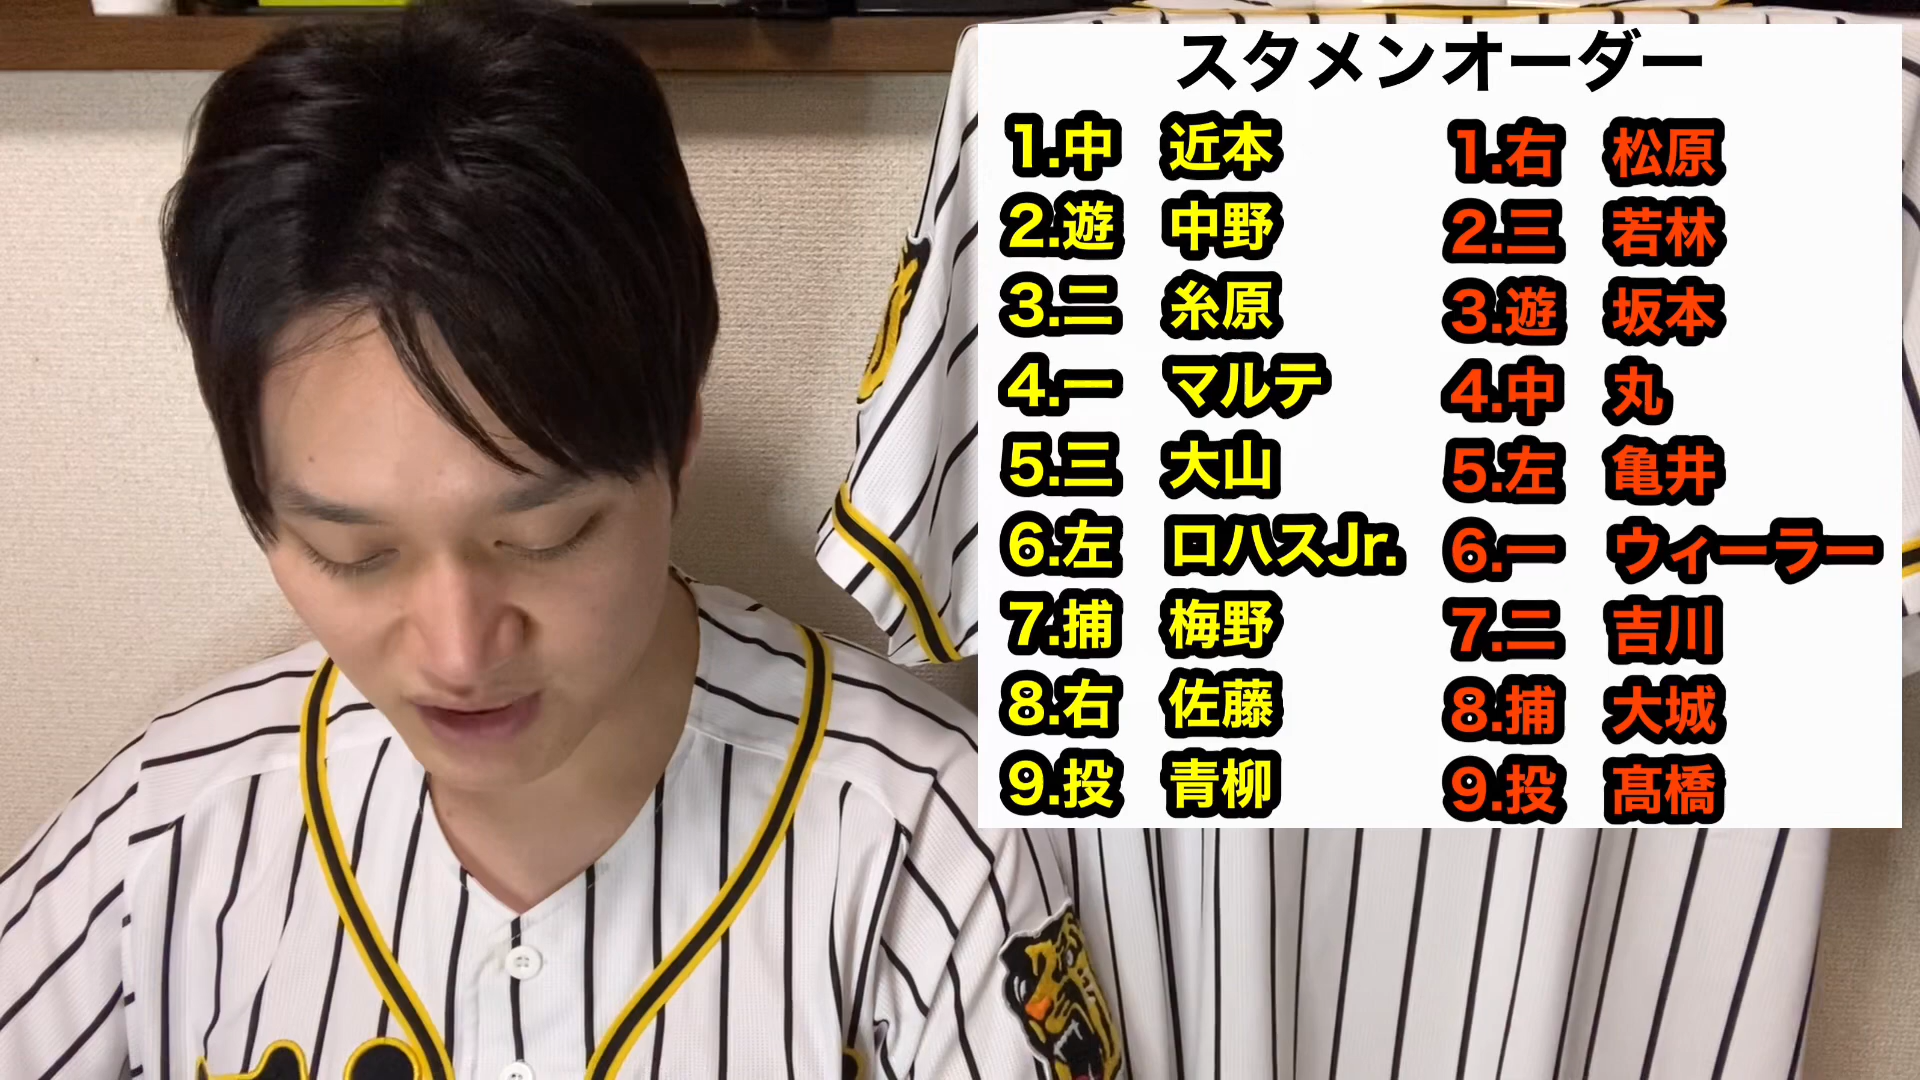 スタメンオーダー
1.中 近本
2.遊 中野
3.二 糸原
4.一 マルテ
5.三 大山
6.左 ロハスJr.
7.捕 梅野
8.右 佐藤
9.投 青柳
1.右 松原
2.三 若林
3.遊 坂本
4.中 丸
5.左 亀井
6.一 ウィーラー
7.二 吉川
8.捕 大城
9.投 髙橋